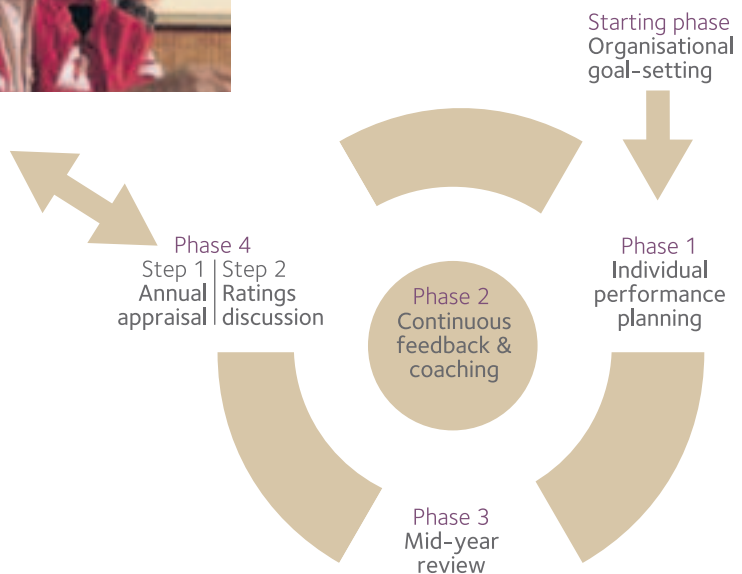 Starting phase
Organisational
goal-setting
Phase 1
Individual
performance
planning
Phase 2
Continuous
feedback &
coaching
Phase 3
Mid-year
review
Phase 4
Step 1 | Step 2
Annual | Ratings
appraisal | discussion